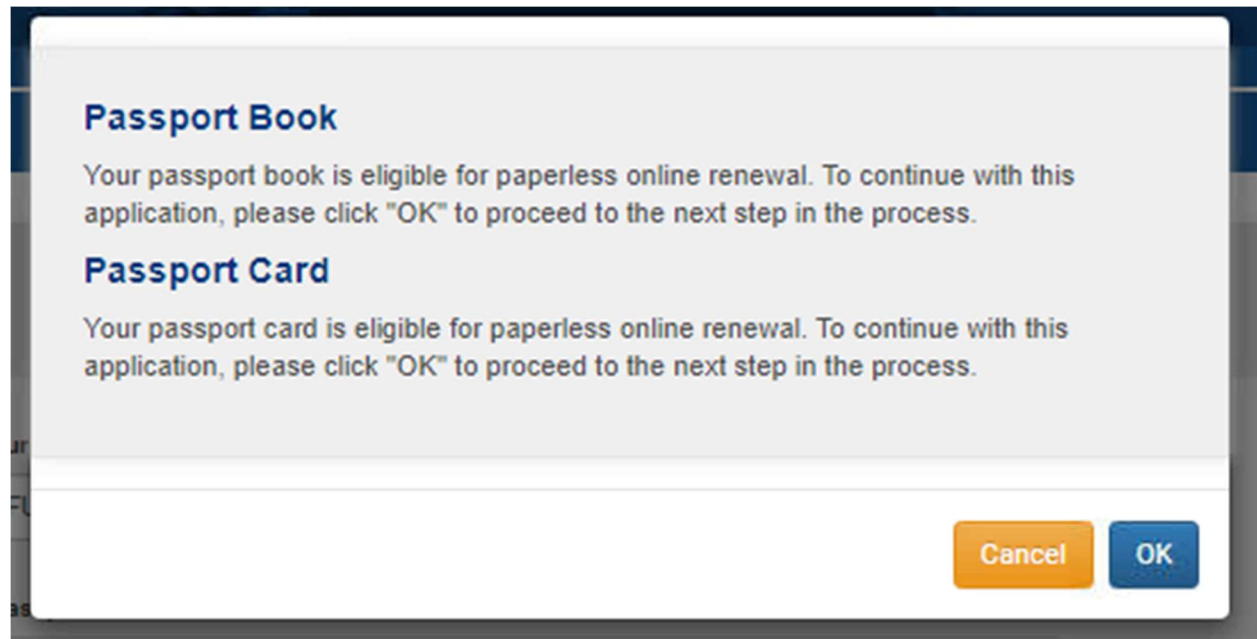 Passport Book
Your passport book is eligible for paperless online renewal. To continue with this
application, please click "OK" to proceed to the next step in the process.
Passport Card
Your passport card is eligible for paperless online renewal. To continue with this
application, please click "OK" to proceed to the next step in the process.
Cancel OK